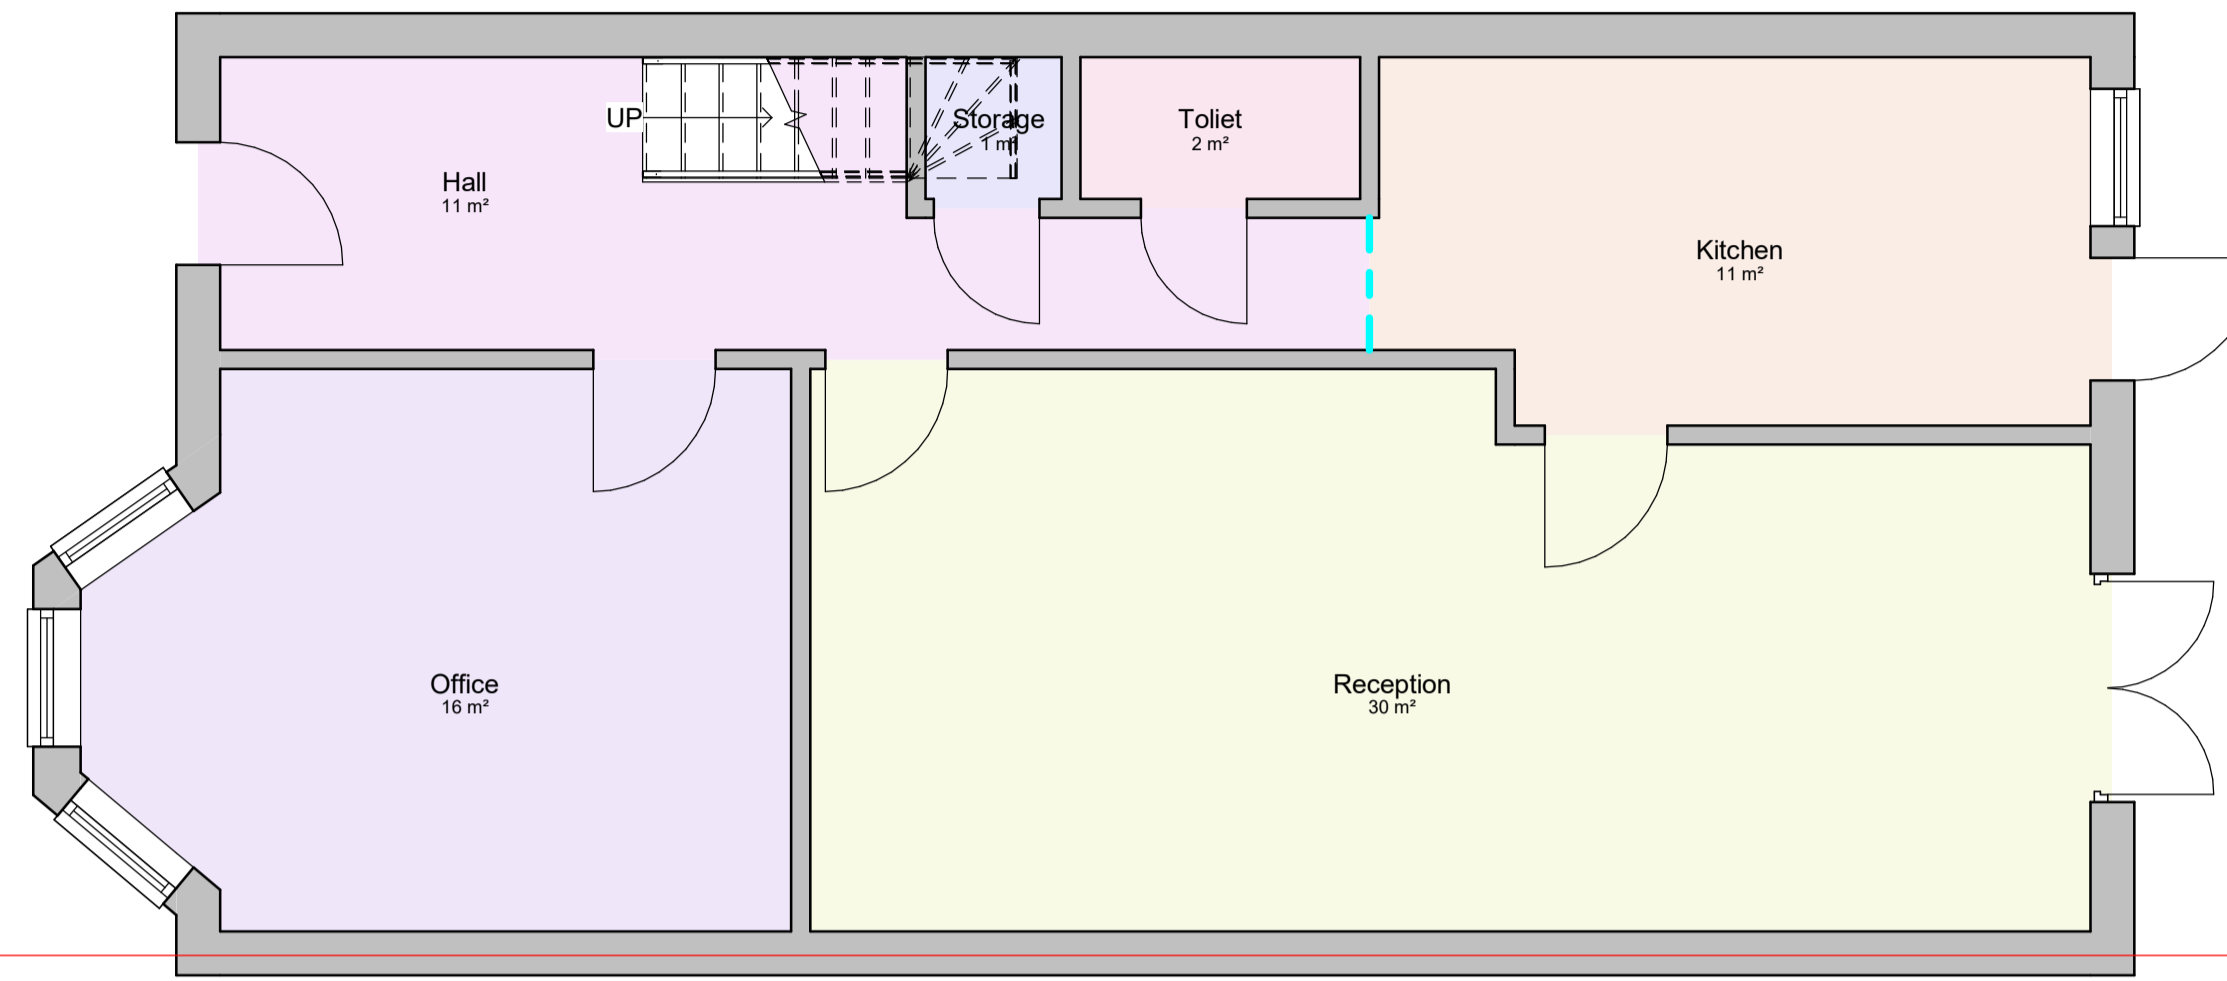 UP
Storage
1 m²
Toliet
2 m²
Hall
11 m²
Kitchen
11 m²
Office
16 m²
Reception
30 m²